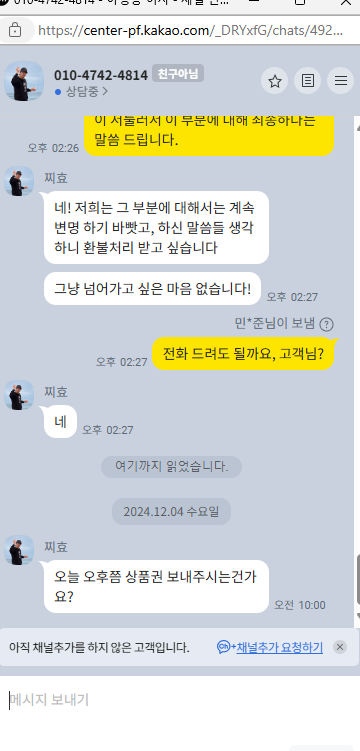 https://center-pf.kakao.com/_DRYxfG/chats/492...
010-4742-4814 친구아님
상담중 >
이 서툴러서 이 부분에 대해 죄송하다는
말씀 드립니다.
오후 02:26
찌효
네! 저희는 그 부분에 대해서는 계속
변명 하기 바빳고, 하신 말씀들 생각
하니 환불처리 받고 싶습니다
그냥 넘어가고 싶은 마음 없습니다!
오후 02:27
민*준님이 보냄 ?
전화 드려도 될까요, 고객님?
오후 02:27
찌효
네
오후 02:27
여기까지 읽었습니다.
2024.12.04 수요일
찌효
오늘 오후쯤 상품권 보내주시는건가
요?
오전 10:00
아직 채널추가를 하지 않은 고객입니다.
Ch+ 채널추가 요청하기
메시지 보내기